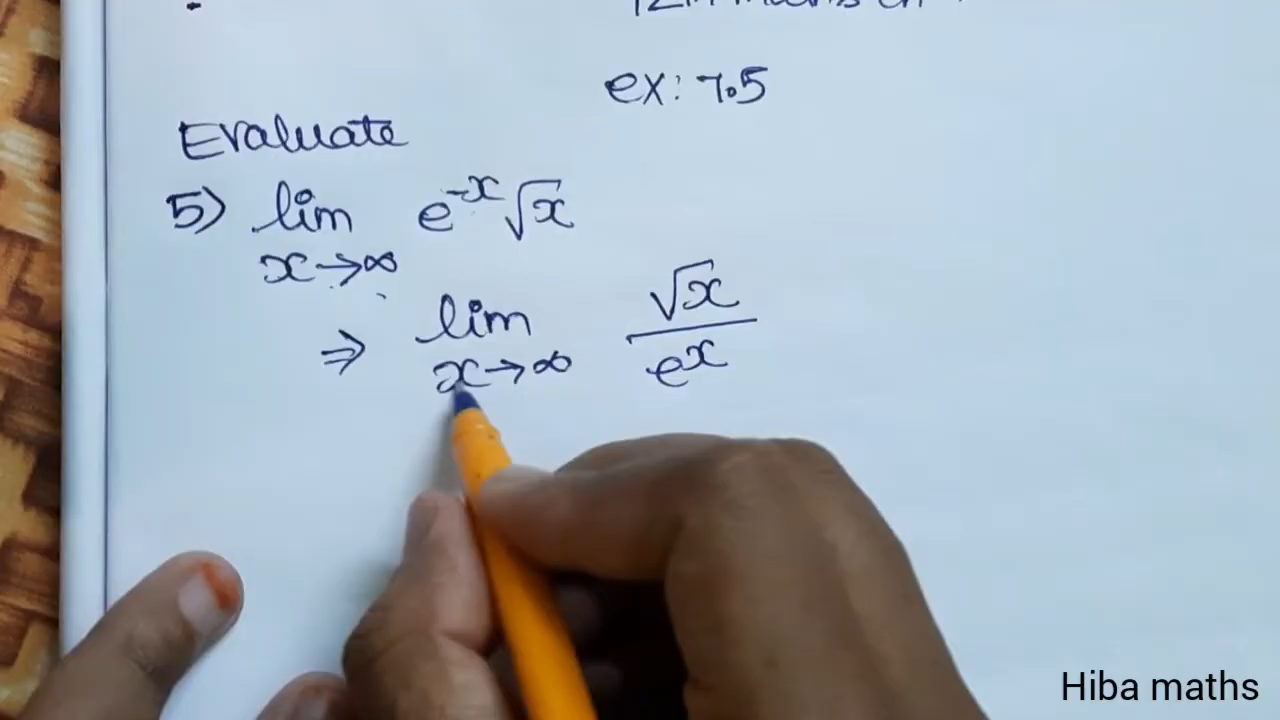 ex: 7.5
Evaluate
5) lim e^-x √x
x→∞
⇒ lim √x / e^x
x→∞
Hiba maths